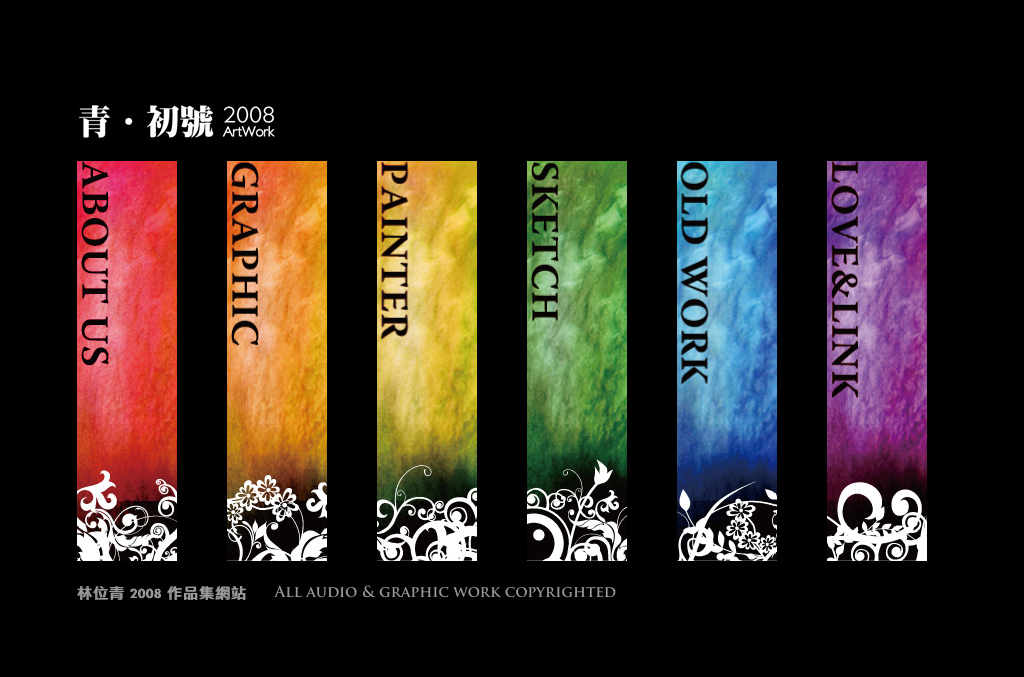 青・初號 2008
ArtWork
ABOUT US
GRAPHIC
PAINTER
SKETCH
OLD WORK
LOVE&LINK
林位青 2008 作品集網站 ALL AUDIO & GRAPHIC WORK COPYRIGHTED